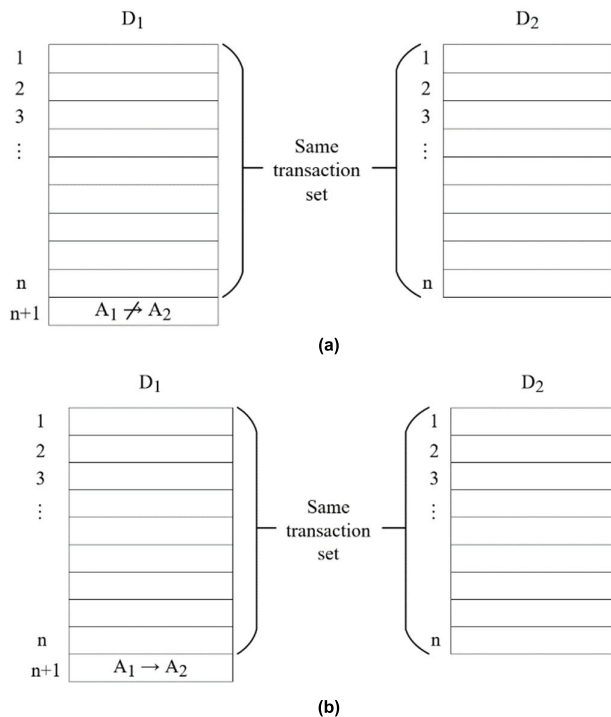 D1 D2
1 1
2 2
3 3
⋮ ⋮
Same
transaction
set
n n
n+1 A1 ↛ A2
(a)
D1 D2
1 1
2 2
3 3
⋮ ⋮
Same
transaction
set
n n
n+1 A1 → A2
(b)